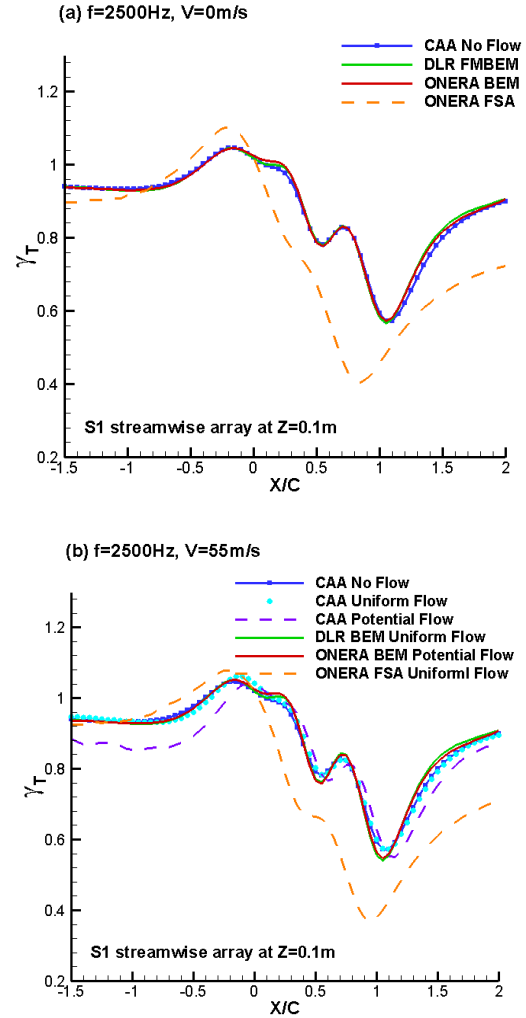 (a) f=2500Hz, V=0m/s
CAA No Flow
DLR FMBEM
ONERA BEM
ONERA FSA
1.2
1
0.8
0.6
0.4
0.2
γT
S1 streamwise array at Z=0.1m
-1.5 -1 -0.5 0 0.5 1 1.5 2
X/C
(b) f=2500Hz, V=55m/s
CAA No Flow
CAA Uniform Flow
CAA Potential Flow
DLR BEM Uniform Flow
ONERA BEM Potential Flow
ONERA FSA Uniforml Flow
1.2
1
0.8
0.6
0.4
0.2
γT
S1 streamwise array at Z=0.1m
-1.5 -1 -0.5 0 0.5 1 1.5 2
X/C